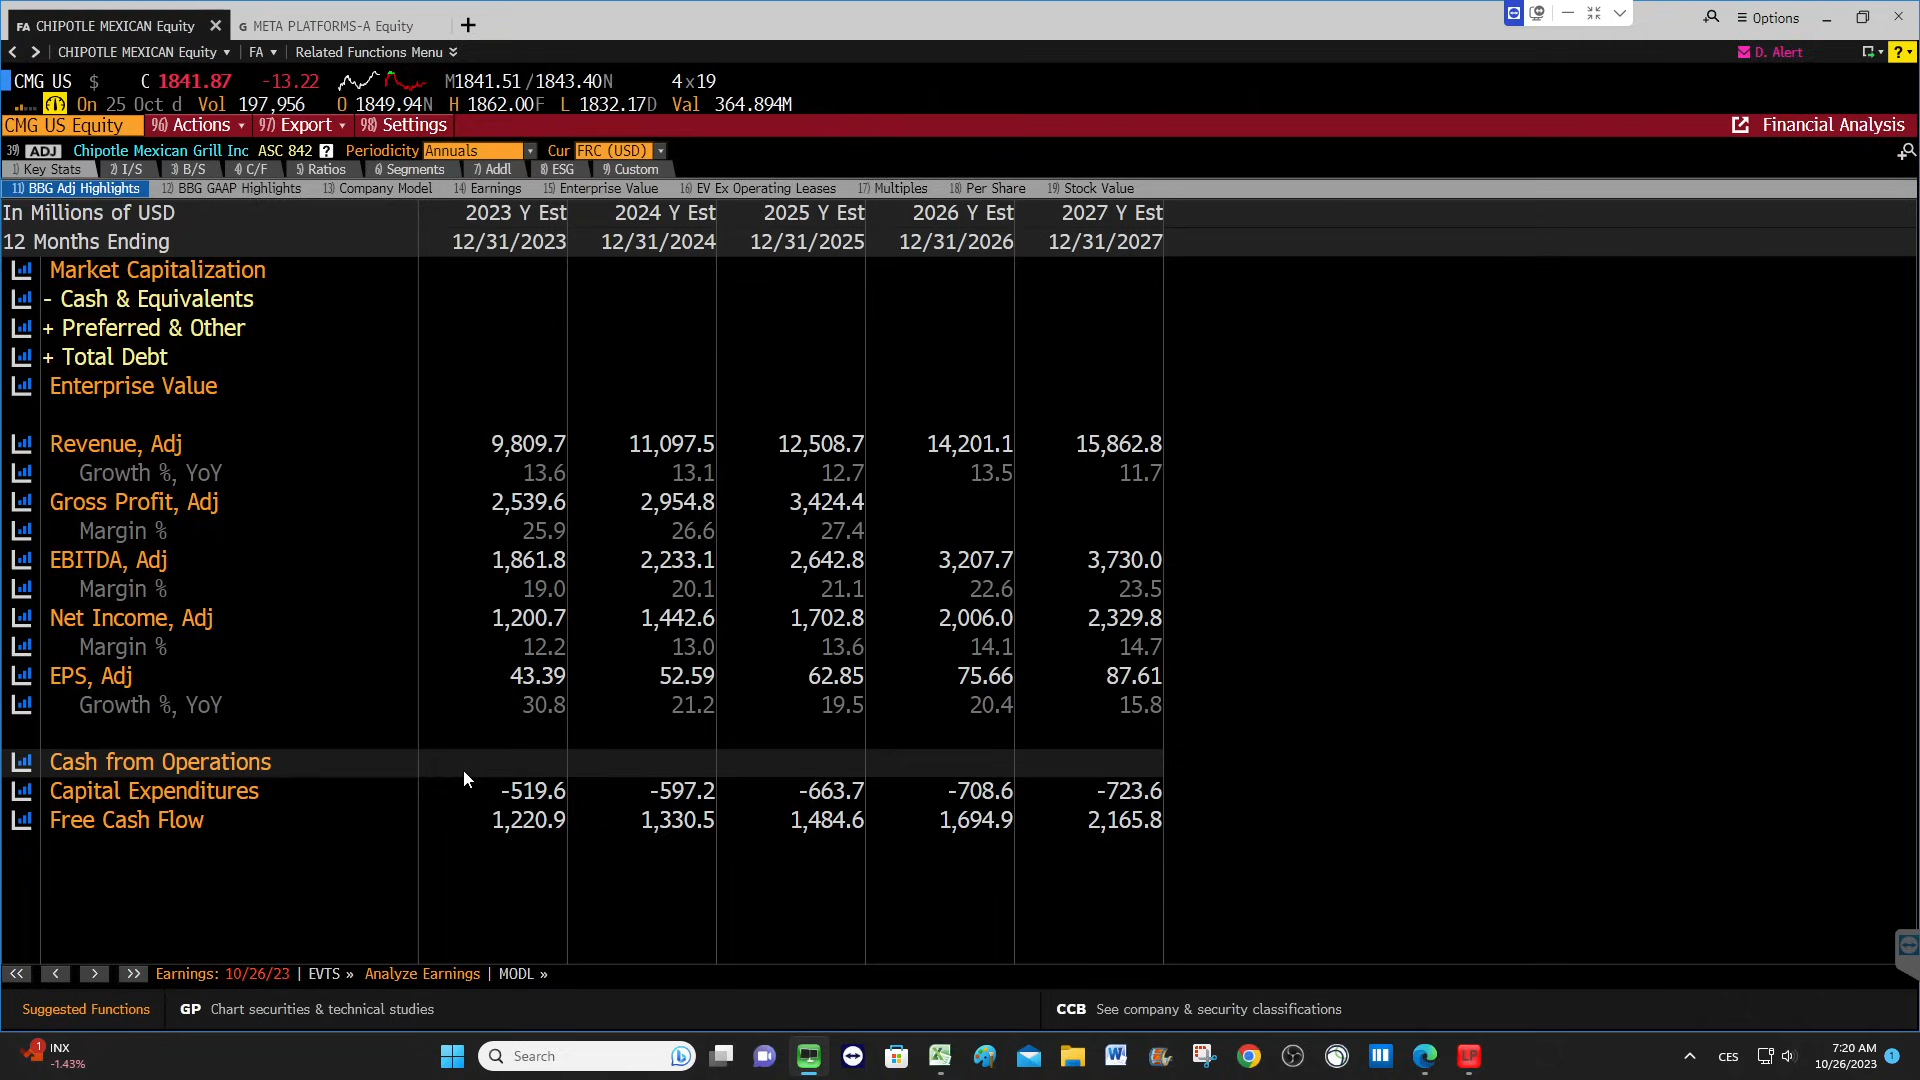 FA CHIPOTLE MEXICAN Equity G META PLATFORMS-A Equity
Options
CHIPOTLE MEXICAN Equity FA Related Functions Menu D. Alert ?
CMG US $ C 1841.87 -13.22 M1841.51/1843.40N 4x19
On 25 Oct d Vol 197,956 O 1849.94N H 1862.00F L 1832.17D Val 364.894M
CMG US Equity 96) Actions 97) Export 98) Settings Financial Analysis
39) ADJ Chipotle Mexican Grill Inc ASC 842 ? Periodicity Annuals Cur FRC (USD)
1) Key Stats 2) I/S 3) B/S 4) C/F 5) Ratios 6) Segments 7) Addl 8) ESG 9) Custom
11) BBG Adj Highlights 12) BBG GAAP Highlights 13) Company Model 14) Earnings 15) Enterprise Value 16) EV Ex Operating Leases 17) Multiples 18) Per Share 19) Stock Value
In Millions of USD 2023 Y Est 2024 Y Est 2025 Y Est 2026 Y Est 2027 Y Est
12 Months Ending 12/31/2023 12/31/2024 12/31/2025 12/31/2026 12/31/2027
Market Capitalization
- Cash & Equivalents
+ Preferred & Other
+ Total Debt
Enterprise Value
Revenue, Adj 9,809.7 11,097.5 12,508.7 14,201.1 15,862.8
Growth %, YoY 13.6 13.1 12.7 13.5 11.7
Gross Profit, Adj 2,539.6 2,954.8 3,424.4
Margin % 25.9 26.6 27.4
EBITDA, Adj 1,861.8 2,233.1 2,642.8 3,207.7 3,730.0
Margin % 19.0 20.1 21.1 22.6 23.5
Net Income, Adj 1,200.7 1,442.6 1,702.8 2,006.0 2,329.8
Margin % 12.2 13.0 13.6 14.1 14.7
EPS, Adj 43.39 52.59 62.85 75.66 87.61
Growth %, YoY 30.8 21.2 19.5 20.4 15.8
Cash from Operations
Capital Expenditures -519.6 -597.2 -663.7 -708.6 -723.6
Free Cash Flow 1,220.9 1,330.5 1,484.6 1,694.9 2,165.8
<< < > >> Earnings: 10/26/23 | EVTS » Analyze Earnings | MODL »
Suggested Functions GP Chart securities & technical studies CCB See company & security classifications
1 INX
-1.43%
Search
LP
CES
7:20 AM
10/26/2023
1